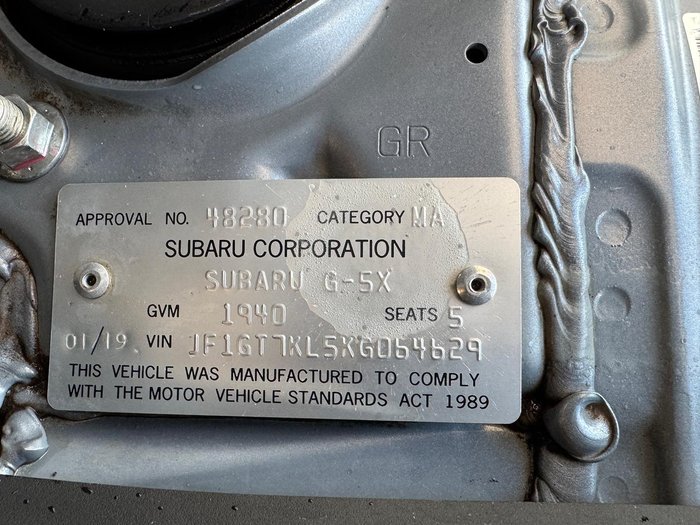 GR
APPROVAL NO. 48280 CATEGORY MA
SUBARU CORPORATION
SUBARU G-5X
GVM 1940 SEATS 5
01/19. VIN JF1GT7KL5KG064629
THIS VEHICLE WAS MANUFACTURED TO COMPLY
WITH THE MOTOR VEHICLE STANDARDS ACT 1989